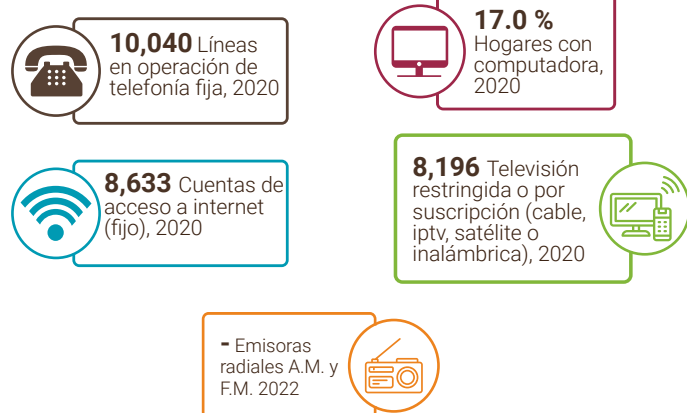 10,040 Líneas
en operación de
telefonía fija, 2020
17.0 %
Hogares con
computadora,
2020
8,633 Cuentas de
acceso a internet
(fijo), 2020
8,196 Televisión
restringida o por
suscripción (cable,
iptv, satélite o
inalámbrica), 2020
- Emisoras
radiales A.M. y
F.M. 2022